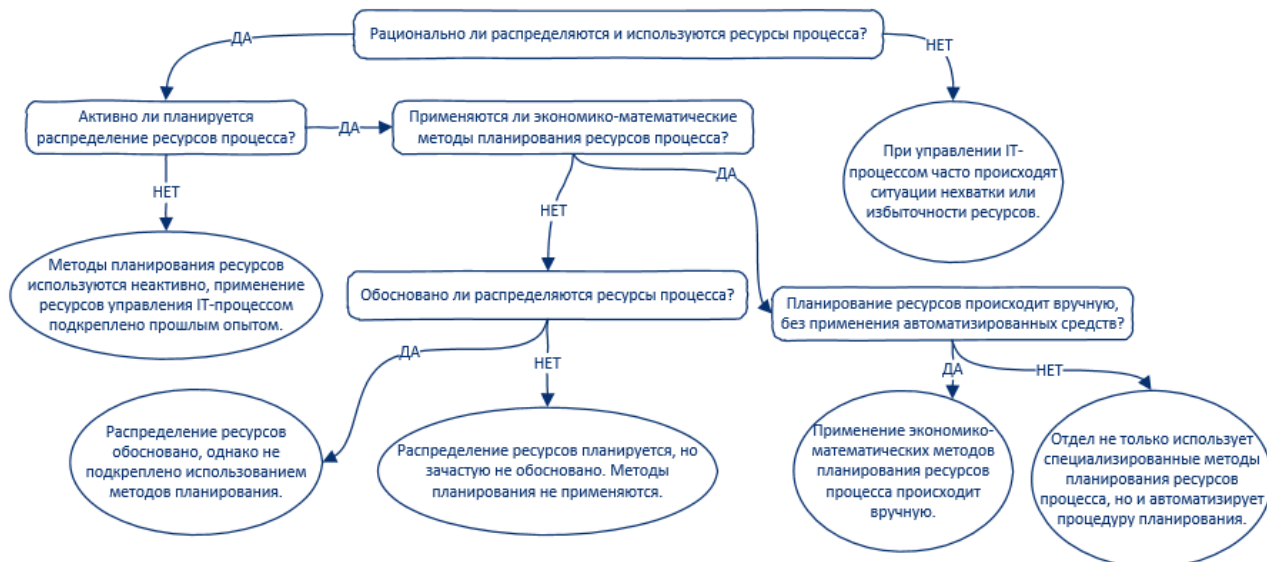 Рационально ли распределяются и используются ресурсы процесса?
ДА
НЕТ
Активно ли планируется
распределение ресурсов процесса?
ДА
Применяются ли экономико-математические
методы планирования ресурсов процесса?
При управлении IT-
процессом часто происходят
ситуации нехватки или
избыточности ресурсов.
НЕТ
НЕТ
ДА
Методы планирования ресурсов
используются неактивно, применение
ресурсов управления IT-процессом
подкреплено прошлым опытом.
Обосновано ли распределяются ресурсы процесса?
Планирование ресурсов происходит вручную,
без применения автоматизированных средств?
ДА
НЕТ
ДА
НЕТ
Распределение ресурсов
обосновано, однако не
подкреплено использованием
методов планирования.
Распределение ресурсов планируется, но
зачастую не обосновано. Методы
планирования не применяются.
Применение экономико-
математических методов
планирования ресурсов
процесса происходит
вручную.
Отдел не только использует
специализированные методы
планирования ресурсов
процесса, но и автоматизирует
процедуру планирования.